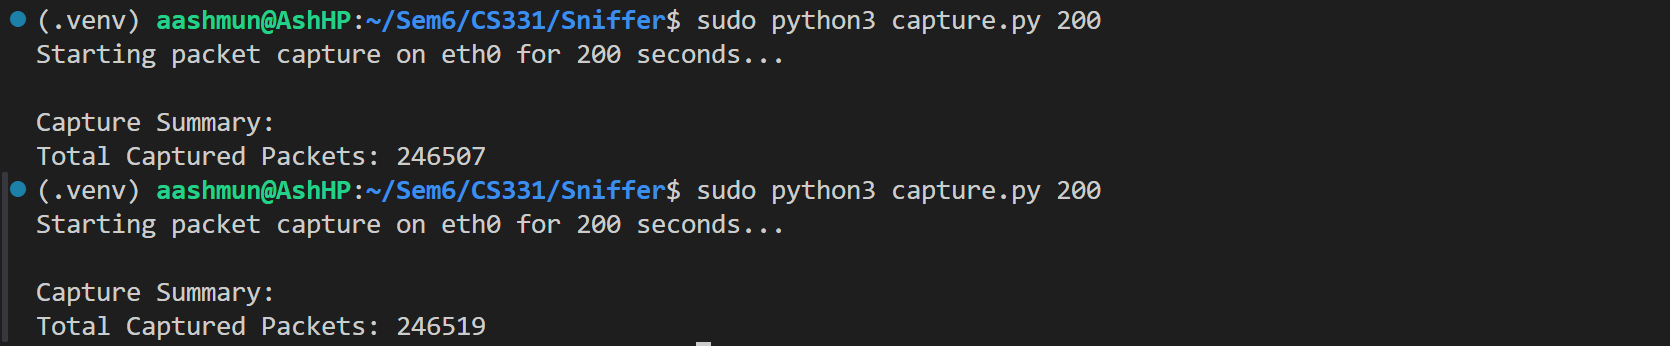 (.venv) aashmun@AshHP:~/Sem6/CS331/Sniffer$ sudo python3 capture.py 200
Starting packet capture on eth0 for 200 seconds...
Capture Summary:
Total Captured Packets: 246507
(.venv) aashmun@AshHP:~/Sem6/CS331/Sniffer$ sudo python3 capture.py 200
Starting packet capture on eth0 for 200 seconds...
Capture Summary:
Total Captured Packets: 246519